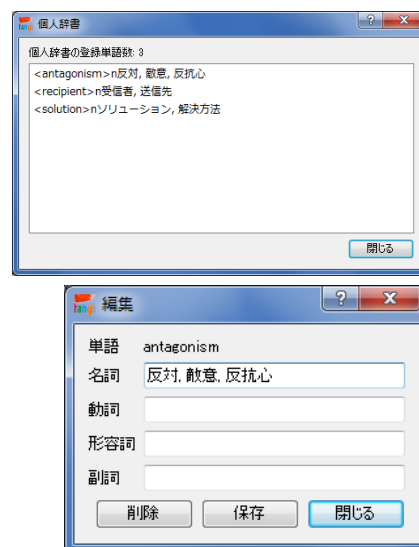 個人辞書
個人辞書の登録単語数: 3
<antagonism>n反対, 敵意, 反抗心
<recipient>n受信者, 送信先
<solution>nソリューション, 解決方法
閉じる
tango 編集
単語 antagonism
名詞 反対, 敵意, 反抗心
動詞
形容詞
副詞
削除 保存 閉じる